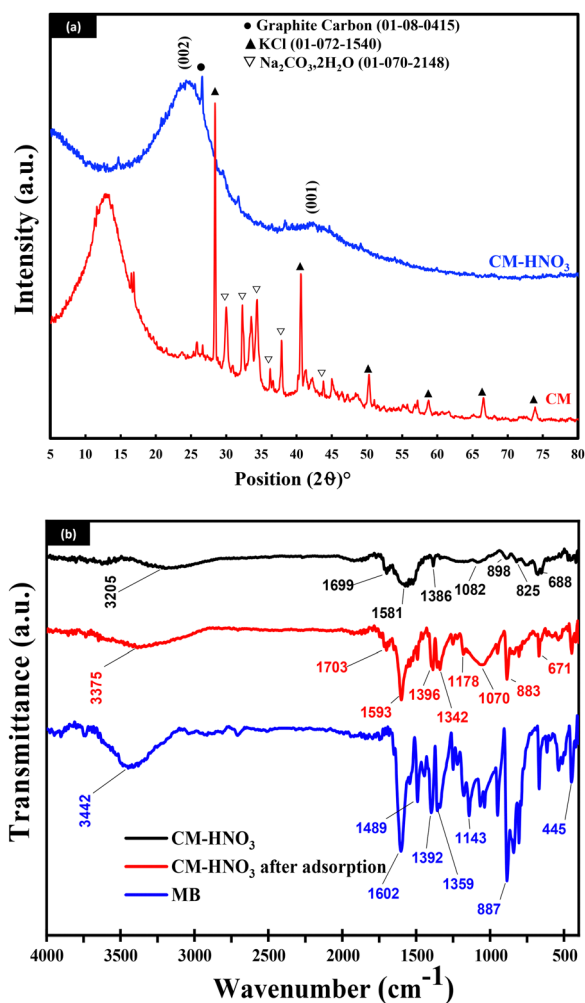 (a)
● Graphite Carbon (01-08-0415)
▲ KCl (01-072-1540)
▽ Na₂CO₃,2H₂O (01-070-2148)
(002)
(001)
CM-HNO₃
CM
Intensity (a.u.)
5 10 15 20 25 30 35 40 45 50 55 60 65 70 75 80
Position (2ϑ)°
(b)
3205
1699
1581
1386
1082
898
825
688
3375
1703
1593
1396
1342
1178
1070
883
671
3442
1489
1602
1392
1359
1143
887
445
CM-HNO₃
CM-HNO₃ after adsorption
MB
Transmittance (a.u.)
4000 3500 3000 2500 2000 1500 1000 500
Wavenumber (cm⁻¹)